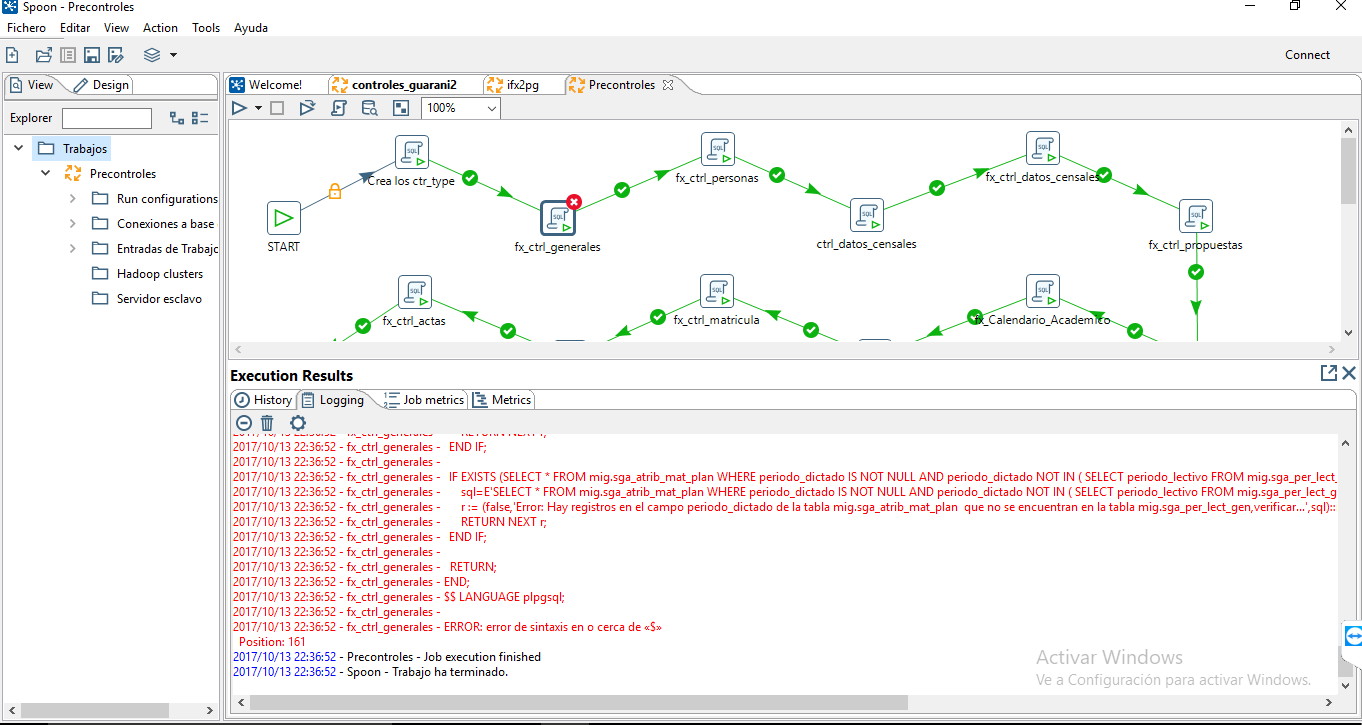 Spoon - Precontroles
Fichero Editar View Action Tools Ayuda
Connect
View Design
Welcome! controles_guarani2 ifx2pg Precontroles
Explorer
100%
Trabajos
Precontroles
Run configurations
Conexiones a base
Entradas de Trabajo
Hadoop clusters
Servidor esclavo
START
Crea los ctr_type
fx_ctrl_generales
fx_ctrl_personas
ctrl_datos_censales
fx_ctrl_datos_censales
fx_ctrl_propuestas
fx_ctrl_actas
fx_ctrl_matricula
fx_Calendario_Academico
Execution Results
History Logging Job metrics Metrics
2017/10/13 22:36:52 - fx_ctrl_generales - RETURN NEXT r;
2017/10/13 22:36:52 - fx_ctrl_generales - END IF;
2017/10/13 22:36:52 - fx_ctrl_generales -
2017/10/13 22:36:52 - fx_ctrl_generales - IF EXISTS (SELECT * FROM mig.sga_atrib_mat_plan WHERE periodo_dictado IS NOT NULL AND periodo_dictado NOT IN ( SELECT periodo_lectivo FROM mig.sga_per_lect_
2017/10/13 22:36:52 - fx_ctrl_generales - sql=E'SELECT * FROM mig.sga_atrib_mat_plan WHERE periodo_dictado IS NOT NULL AND periodo_dictado NOT IN ( SELECT periodo_lectivo FROM mig.sga_per_lect_g
2017/10/13 22:36:52 - fx_ctrl_generales - r := (false,'Error: Hay registros en el campo periodo_dictado de la tabla mig.sga_atrib_mat_plan que no se encuentran en la tabla mig.sga_per_lect_gen,verificar...',sql)::
2017/10/13 22:36:52 - fx_ctrl_generales - RETURN NEXT r;
2017/10/13 22:36:52 - fx_ctrl_generales - END IF;
2017/10/13 22:36:52 - fx_ctrl_generales -
2017/10/13 22:36:52 - fx_ctrl_generales - RETURN;
2017/10/13 22:36:52 - fx_ctrl_generales - END;
2017/10/13 22:36:52 - fx_ctrl_generales - $$ LANGUAGE plpgsql;
2017/10/13 22:36:52 - fx_ctrl_generales -
2017/10/13 22:36:52 - fx_ctrl_generales - ERROR: error de sintaxis en o cerca de «$»
Position: 161
2017/10/13 22:36:52 - Precontroles - Job execution finished
2017/10/13 22:36:52 - Spoon - Trabajo ha terminado.
Activar Windows
Ve a Configuración para activar Windows.